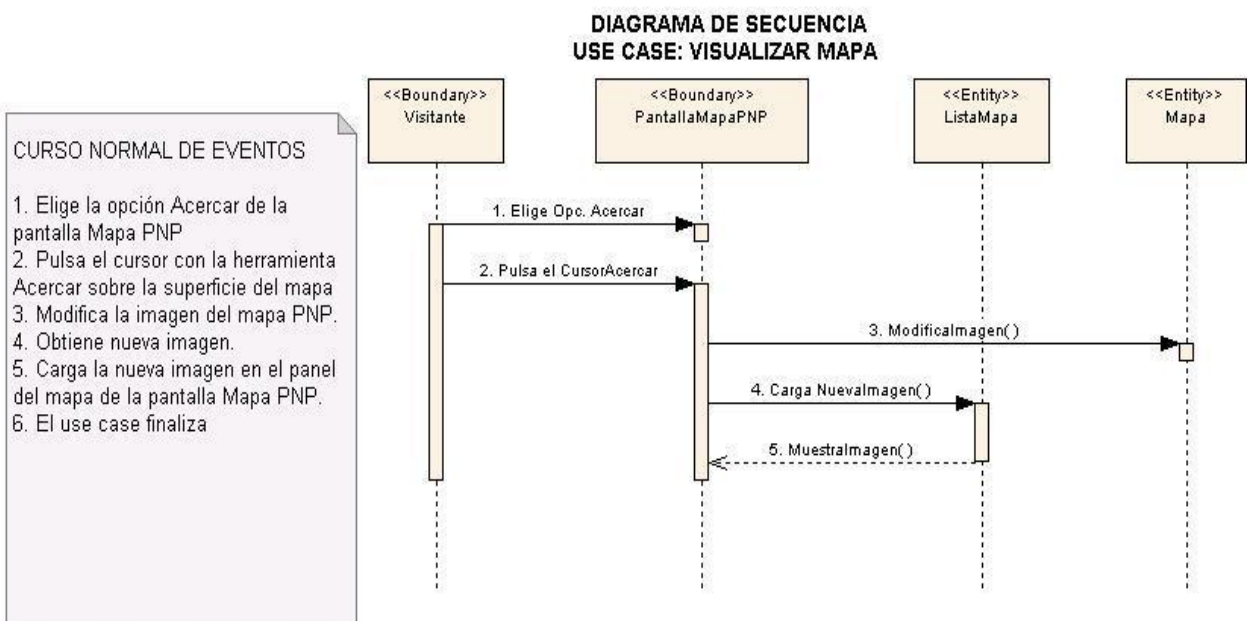 DIAGRAMA DE SECUENCIA
USE CASE: VISUALIZAR MAPA
CURSO NORMAL DE EVENTOS
1. Elige la opción Acercar de la
pantalla Mapa PNP
2. Pulsa el cursor con la herramienta
Acercar sobre la superficie del mapa
3. Modifica la imagen del mapa PNP.
4. Obtiene nueva imagen.
5. Carga la nueva imagen en el panel
del mapa de la pantalla Mapa PNP.
6. El use case finaliza
<<Boundary>>
Visitante
<<Boundary>>
PantallaMapaPNP
<<Entity>>
ListaMapa
<<Entity>>
Mapa
1. Elige Opc. Acercar
2. Pulsa el CursorAcercar
3. ModificaImagen( )
4. Carga NuevaImagen( )
5. MuestraImagen( )